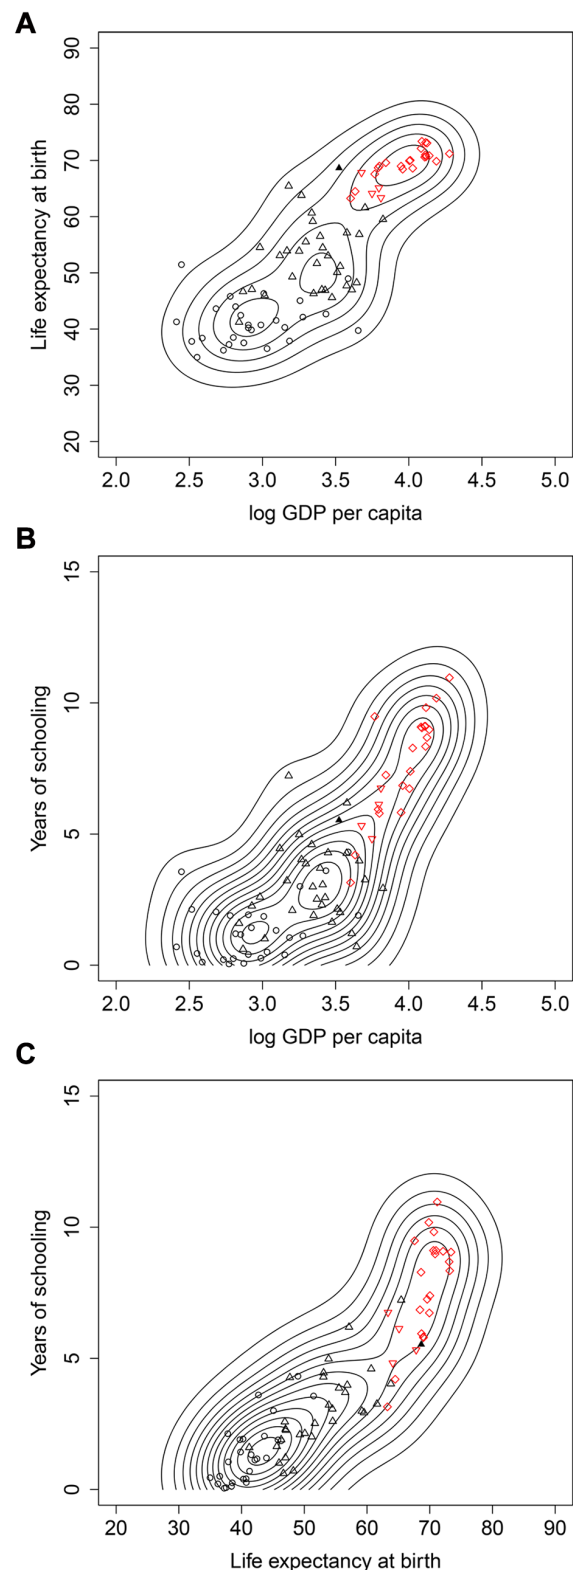 A
90
80
70
60
50
40
30
20
Life expectancy at birth
2.0 2.5 3.0 3.5 4.0 4.5 5.0
log GDP per capita
B
15
10
5
0
Years of schooling
2.0 2.5 3.0 3.5 4.0 4.5 5.0
log GDP per capita
C
15
10
5
0
Years of schooling
20 30 40 50 60 70 80 90
Life expectancy at birth